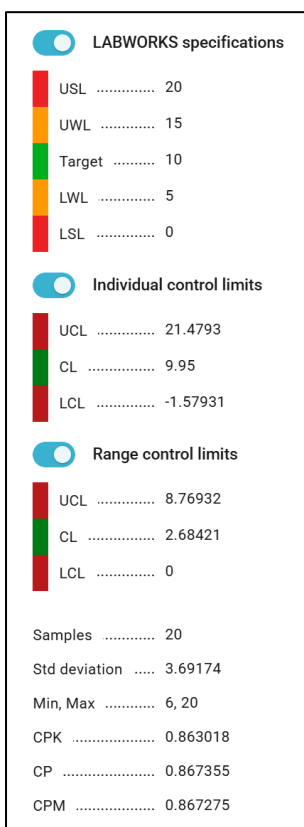 LABWORKS specifications
USL .............. 20
UWL .............. 15
Target .......... 10
LWL .............. 5
LSL .............. 0
Individual control limits
UCL .............. 21.4793
CL ................ 9.95
LCL .............. -1.57931
Range control limits
UCL .............. 8.76932
CL ................ 2.68421
LCL .............. 0
Samples ............ 20
Std deviation ..... 3.69174
Min, Max ............ 6, 20
CPK .................... 0.863018
CP ...................... 0.867355
CPM ................... 0.867275